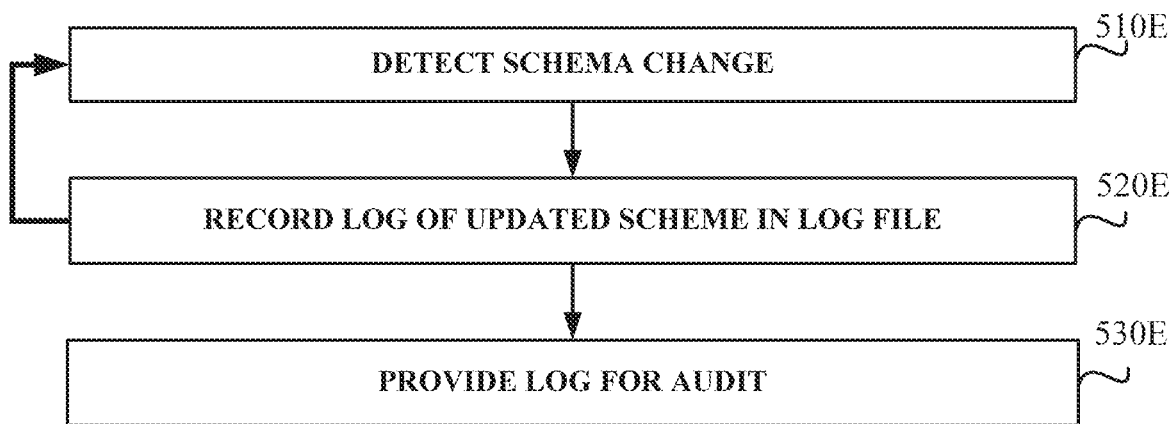 510E
DETECT SCHEMA CHANGE
520E
RECORD LOG OF UPDATED SCHEME IN LOG FILE
530E
PROVIDE LOG FOR AUDIT